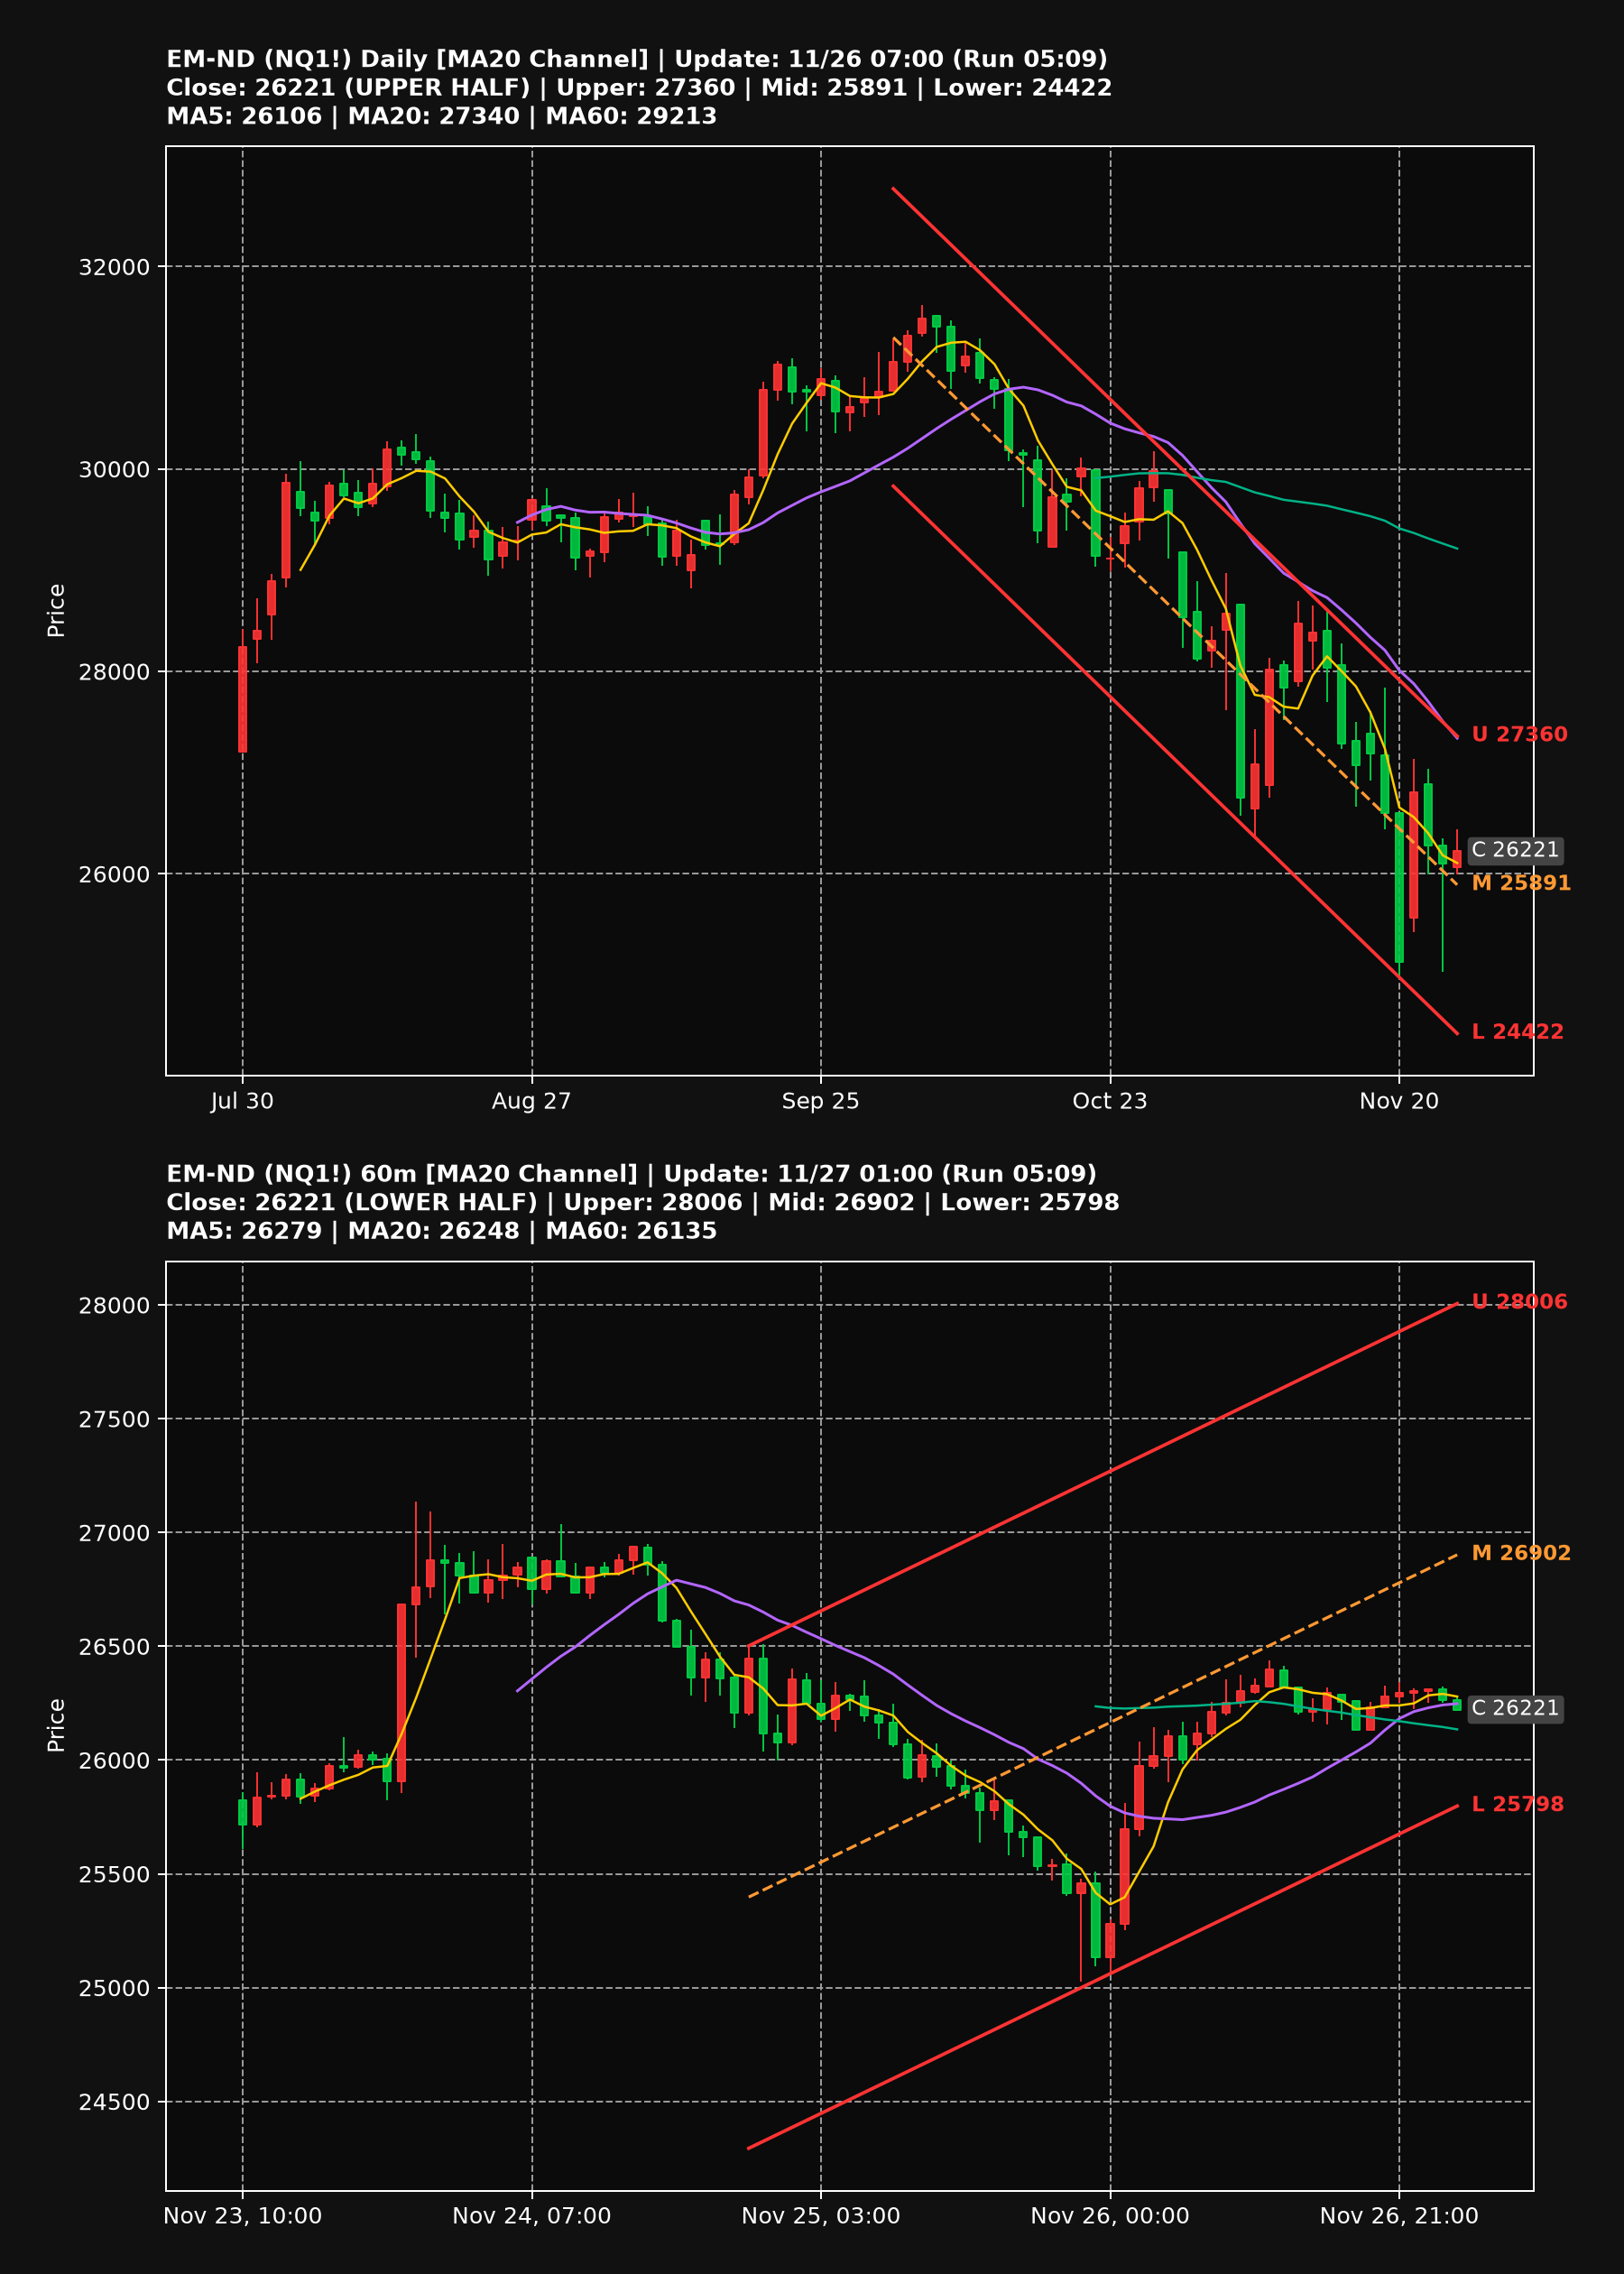 EM-ND (NQ1!) Daily [MA20 Channel] | Update: 11/26 07:00 (Run 05:09)
Close: 26221 (UPPER HALF) | Upper: 27360 | Mid: 25891 | Lower: 24422
MA5: 26106 | MA20: 27340 | MA60: 29213
32000
30000
28000
26000
Price
U 27360
C 26221
M 25891
L 24422
Jul 30
Aug 27
Sep 25
Oct 23
Nov 20
EM-ND (NQ1!) 60m [MA20 Channel] | Update: 11/27 01:00 (Run 05:09)
Close: 26221 (LOWER HALF) | Upper: 28006 | Mid: 26902 | Lower: 25798
MA5: 26279 | MA20: 26248 | MA60: 26135
28000
27500
27000
26500
26000
25500
25000
24500
Price
U 28006
M 26902
C 26221
L 25798
Nov 23, 10:00
Nov 24, 07:00
Nov 25, 03:00
Nov 26, 00:00
Nov 26, 21:00